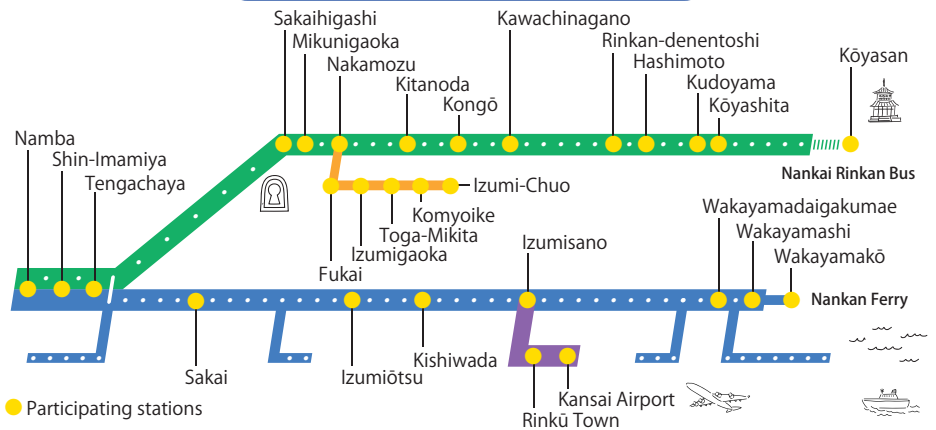 Sakaihigashi
Mikunigaoka
Nakamozu
Kitanoda
Kongō
Kawachinagano
Rinkan-denentoshi
Hashimoto
Kudoyama
Kōyashita
Kōyasan
Nankai Rinkan Bus
Namba
Shin-Imamiya
Tengachaya
Izumi-Chuo
Komyoike
Toga-Mikita
Izumigaoka
Fukai
Izumisano
Wakayamadaigakumae
Wakayamashi
Wakayamakō
Nankan Ferry
Sakai
Izumiōtsu
Kishiwada
Kansai Airport
Rinkū Town
Participating stations